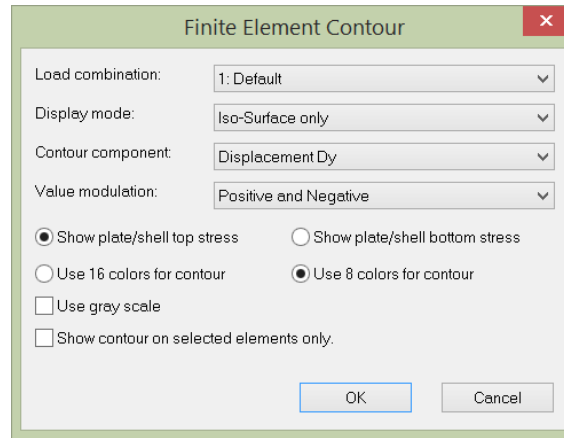 Finite Element Contour
Load combination: 1: Default
Display mode: Iso-Surface only
Contour component: Displacement Dy
Value modulation: Positive and Negative
Show plate/shell top stress Show plate/shell bottom stress
Use 16 colors for contour Use 8 colors for contour
Use gray scale
Show contour on selected elements only.
OK Cancel